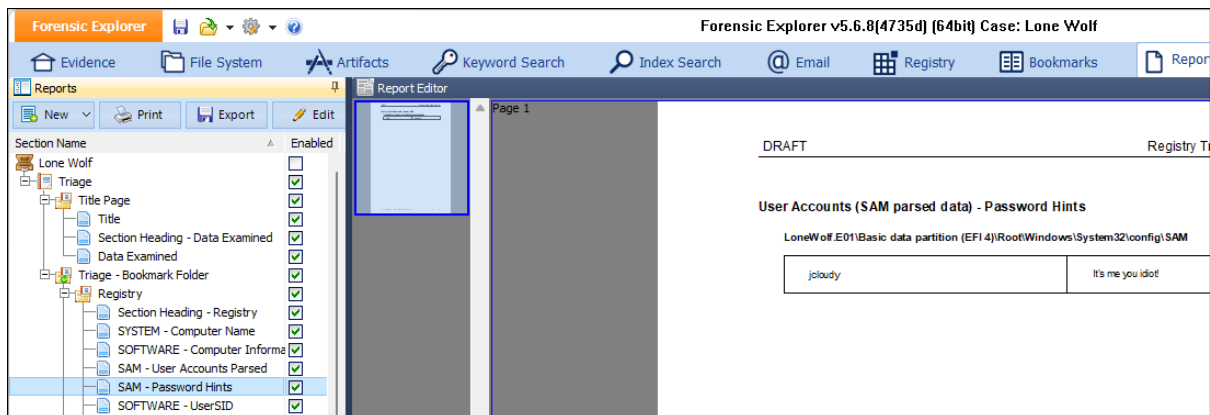 Forensic Explorer
Forensic Explorer v5.6.8(4735d) (64bit) Case: Lone Wolf
Evidence File System Artifacts Keyword Search Index Search Email Registry Bookmarks Repor
Reports
Report Editor
New Print Export Edit
Page 1
Section Name Enabled
DRAFT Registry Tr
Lone Wolf
Triage
Title Page
Title
User Accounts (SAM parsed data) - Password Hints
Section Heading - Data Examined
LoneWolf.E01\Basic data partition (EFI 4)\Root\Windows\System32\config\SAM
Data Examined
Triage - Bookmark Folder
jcloudy It's me you idiot!
Registry
Section Heading - Registry
SYSTEM - Computer Name
SOFTWARE - Computer Informa
SAM - User Accounts Parsed
SAM - Password Hints
SOFTWARE - UserSID